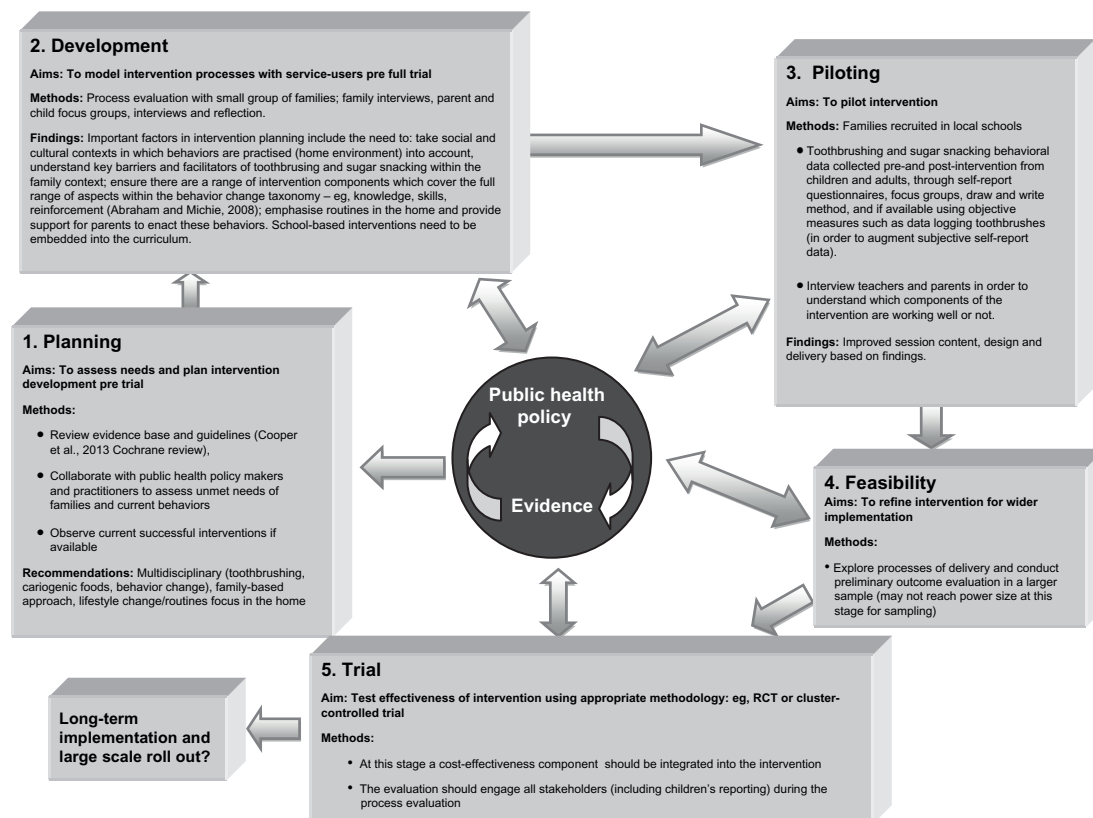 2. Development
Aims: To model intervention processes with service-users pre full trial
Methods: Process evaluation with small group of families; family interviews, parent and
child focus groups, interviews and reflection.
Findings: Important factors in intervention planning include the need to: take social and
cultural contexts in which behaviors are practised (home environment) into account,
understand key barriers and facilitators of toothbrusing and sugar snacking within the
family context; ensure there are a range of intervention components which cover the full
range of aspects within the behavior change taxonomy – eg, knowledge, skills,
reinforcement (Abraham and Michie, 2008); emphasise routines in the home and provide
support for parents to enact these behaviors. School-based interventions need to be
embedded into the curriculum.
3. Piloting
Aims: To pilot intervention
Methods: Families recruited in local schools
• Toothbrushing and sugar snacking behavioral
data collected pre-and post-intervention from
children and adults, through self-report
questionnaires, focus groups, draw and write
method, and if available using objective
measures such as data logging toothbrushes
(in order to augment subjective self-report
data).
• Interview teachers and parents in order to
understand which components of the
intervention are working well or not.
Findings: Improved session content, design and
delivery based on findings.
1. Planning
Aims: To assess needs and plan intervention
development pre trial
Methods:
• Review evidence base and guidelines (Cooper
et al., 2013 Cochrane review),
• Collaborate with public health policy makers
and practitioners to assess unmet needs of
families and current behaviors
• Observe current successful interventions if
available
Recommendations: Multidisciplinary (toothbrushing,
cariogenic foods, behavior change), family-based
approach, lifestyle change/routines focus in the home
Public health
policy
Evidence
4. Feasibility
Aims: To refine intervention for wider
implementation
Methods:
• Explore processes of delivery and conduct
preliminary outcome evaluation in a larger
sample (may not reach power size at this
stage for sampling)
5. Trial
Aim: Test effectiveness of intervention using appropriate methodology: eg, RCT or cluster-
controlled trial
Methods:
• At this stage a cost-effectiveness component should be integrated into the intervention
• The evaluation should engage all stakeholders (including children's reporting) during the
process evaluation
Long-term
implementation and
large scale roll out?